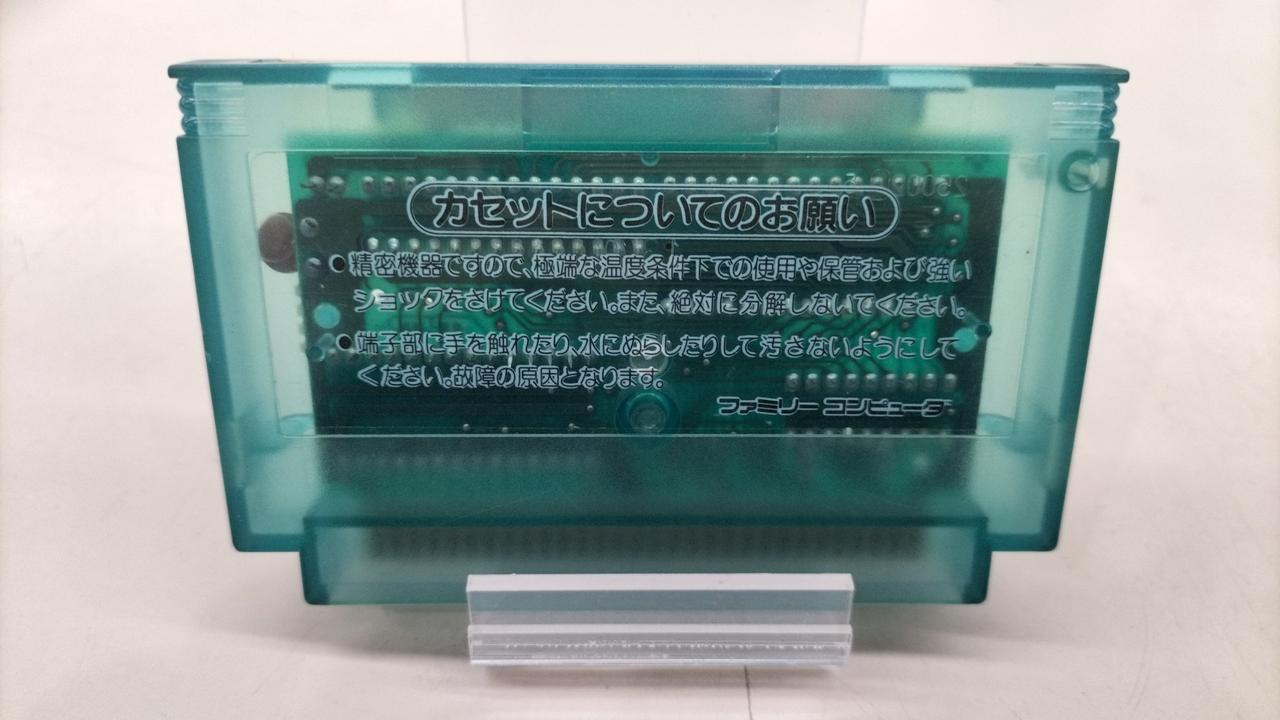 カセットについてのお願い
●精密機器ですので、極端な温度条件下での使用や保管および強い
ショックをさけてください。また、絶対に分解しないでください。
●端子部に手を触れたり、水にぬらしたりして汚さないようにして
ください。故障の原因となります。
ファミリー コンピュータ